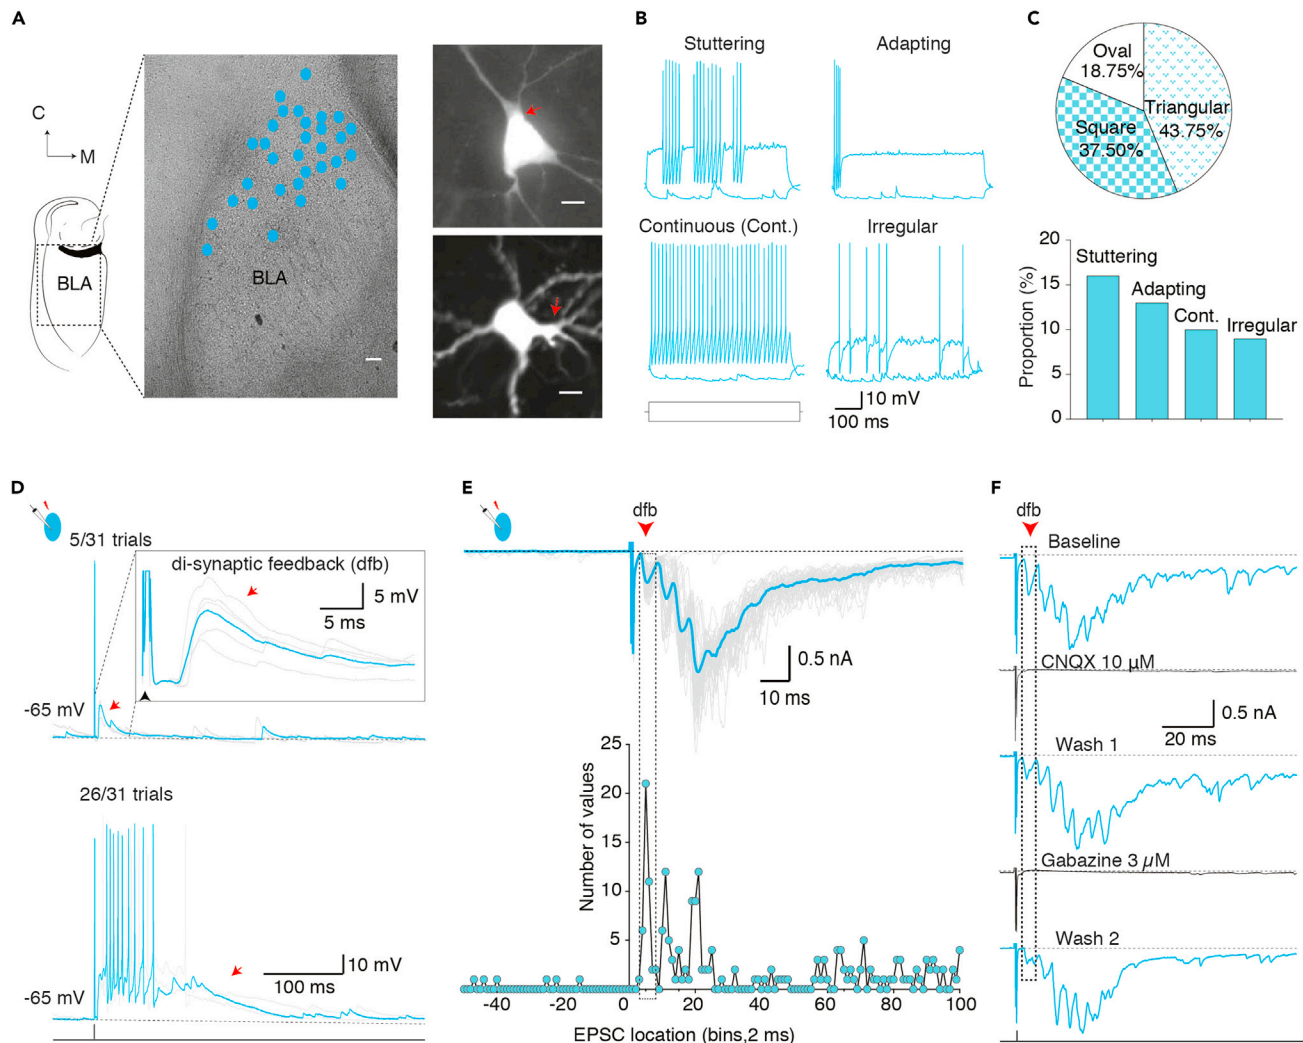 A
C
M
BLA
BLA
B
Stuttering
Adapting
Continuous (Cont.)
Irregular
10 mV
100 ms
C
Oval
18.75%
Triangular
43.75%
Square
37.50%
Proportion (%)
20
15
10
5
0
Stuttering
Adapting
Cont.
Irregular
D
5/31 trials
di-synaptic feedback (dfb)
5 mV
5 ms
-65 mV
26/31 trials
10 mV
100 ms
-65 mV
E
dfb
0.5 nA
10 ms
Number of values
25
20
15
10
5
-40
-20
0
20
40
60
80
100
EPSC location (bins,2 ms)
F
dfb
Baseline
CNQX 10 µM
0.5 nA
20 ms
Wash 1
Gabazine 3 µM
Wash 2